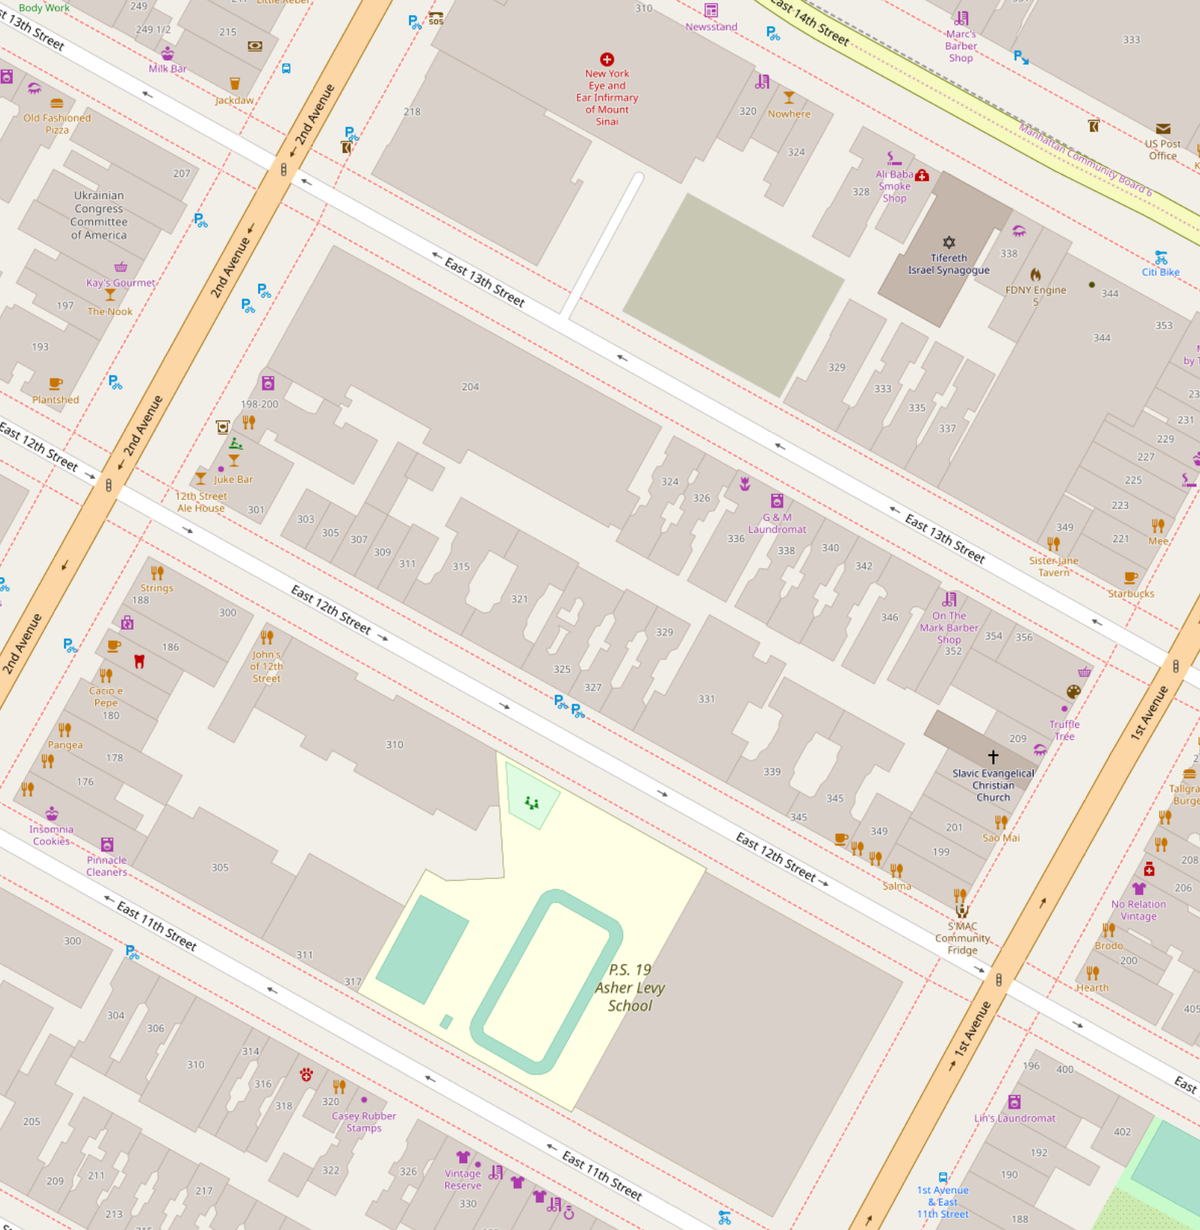 Body Work
249
249 1/2
241
Little Rebel
215
Milk Bar
Jackdaw
East 13th Street
Old Fashioned
Pizza
207
Ukrainian
Congress
Committee
of America
Kay's Gourmet
The Nook
197
193
Plantshed
2nd Avenue
2nd Avenue
2nd Avenue
2nd Avenue
SOS
218
310
New York
Eye and
Ear Infirmary
of Mount
Sinai
Newsstand
East 14th Street
Marc's
Barber
Shop
333
320
Nowhere
324
US Post
Office
Manhattan Community Board 6
Ali Baba
Smoke
Shop
328
Tifereth
Israel Synagogue
338
FDNY Engine
5
344
344
Citi Bike
353
East 13th Street
204
198-200
Juke Bar
12th Street
Ale House
301
East 12th Street
303
305
307
309
311
315
321
325
327
329
331
339
345
345
349
329
333
335
337
231
229
227
225
223
221
349
Mee
Sister Jane
Tavern
Starbucks
East 13th Street
324
326
G & M
Laundromat
336
338
340
342
346
On The
Mark Barber
Shop
352
354
356
Truffle
Tree
209
Slavic Evangelical
Christian
Church
Sao Mai
201
199
Salma
S'MAC
Community
Fridge
1st Avenue
Strings
188
300
186
John's
of 12th
Street
Cacio e
Pepe
180
Pangea
178
176
Insomnia
Cookies
Pinnacle
Cleaners
East 12th Street
310
305
311
317
East 12th Street
P.S. 19
Asher Levy
School
Tallgrass
Burger
208
206
No Relation
Vintage
Brodo
200
Hearth
405
1st Avenue
East
East 11th Street
300
304
306
310
314
316
318
320
Casey Rubber
Stamps
322
326
330
Vintage
Reserve
205
209
211
213
217
East 11th Street
196
400
Lin's Laundromat
402
192
190
188
1st Avenue
& East
11th Street